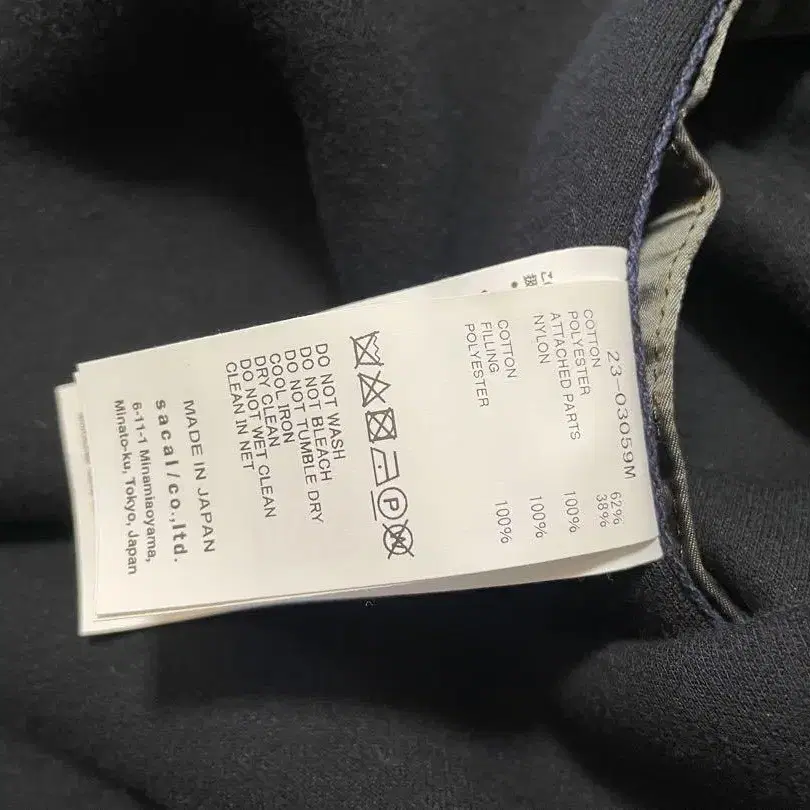 23-03059M
COTTON 62%
POLYESTER 38%
ATTACHED PARTS
NYLON 100%
COTTON 100%
FILLING
POLYESTER 100%
DO NOT WASH
DO NOT BLEACH
DO NOT TUMBLE DRY
COOL IRON
DRY CLEAN
DO NOT WET CLEAN
CLEAN IN NET
MADE IN JAPAN
sacai/co.,ltd.
6-11-1 Minamiaoyama,
Minato-ku, Tokyo, Japan